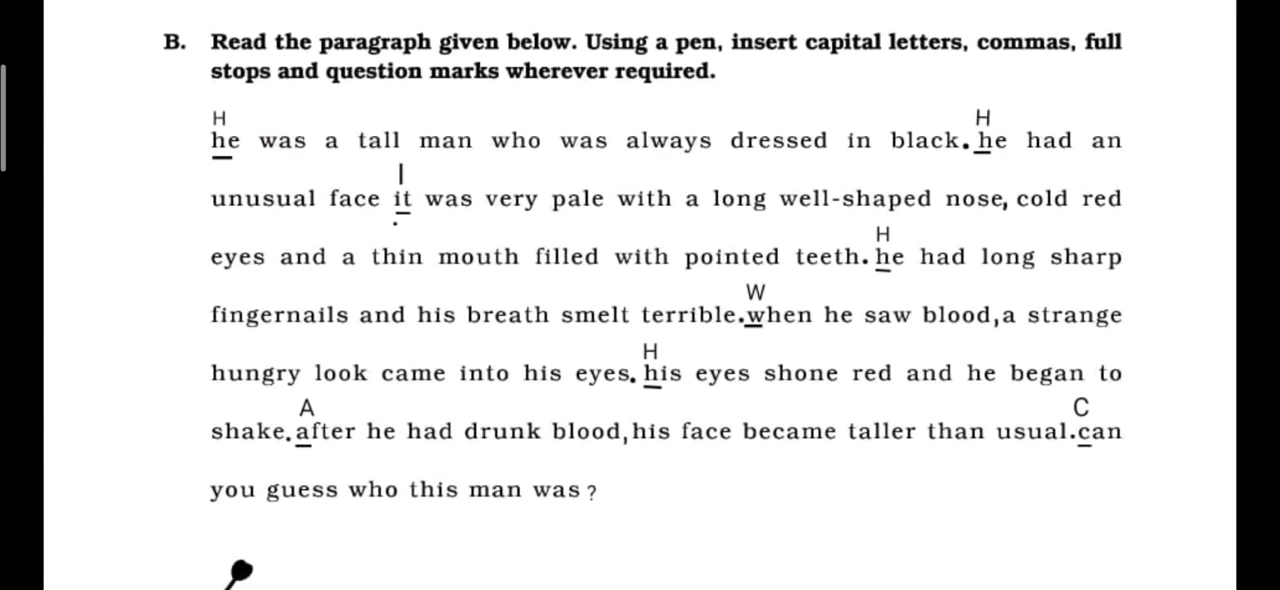 B. Read the paragraph given below. Using a pen, insert capital letters, commas, full
stops and question marks wherever required.
H H
he was a tall man who was always dressed in black. he had an
I
unusual face it was very pale with a long well-shaped nose, cold red
H
eyes and a thin mouth filled with pointed teeth. he had long sharp
W
fingernails and his breath smelt terrible. when he saw blood, a strange
H
hungry look came into his eyes. his eyes shone red and he began to
A C
shake. after he had drunk blood, his face became taller than usual. can
you guess who this man was ?